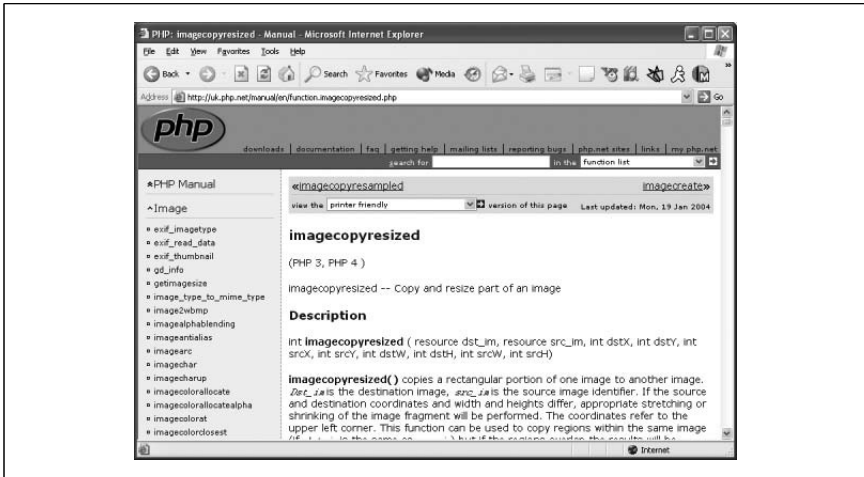 PHP: imagecopyresized - Manual - Microsoft Internet Explorer
File Edit View Favorites Tools Help
Back Search Favorites Media
Address http://uk.php.net/manual/en/function.imagecopyresized.php Go
php
downloads | documentation | faq | getting help | mailing lists | reporting bugs | php.net sites | links | my php.net
search for in the function list
PHP Manual
Image
exif_imagetype
exif_read_data
exif_thumbnail
gd_info
getimagesize
image_type_to_mime_type
image2wbmp
imagealphablending
imageantialias
imagearc
imagechar
imagecharup
imagecolorallocate
imagecolorallocatealpha
imagecolorat
imagecolorclosest
«imagecopyresampled imagecreate»
view the printer friendly version of this page Last updated: Mon, 19 Jan 2004
imagecopyresized
(PHP 3, PHP 4 )
imagecopyresized -- Copy and resize part of an image
Description
int imagecopyresized ( resource dst_im, resource src_im, int dstX, int dstY, int
srcX, int srcY, int dstW, int dstH, int srcW, int srcH)
imagecopyresized() copies a rectangular portion of one image to another image.
Dst_im is the destination image, src_im is the source image identifier. If the source
and destination coordinates and width and heights differ, appropriate stretching or
shrinking of the image fragment will be performed. The coordinates refer to the
upper left corner. This function can be used to copy regions within the same image
but if the regions overlap the results will be
Internet